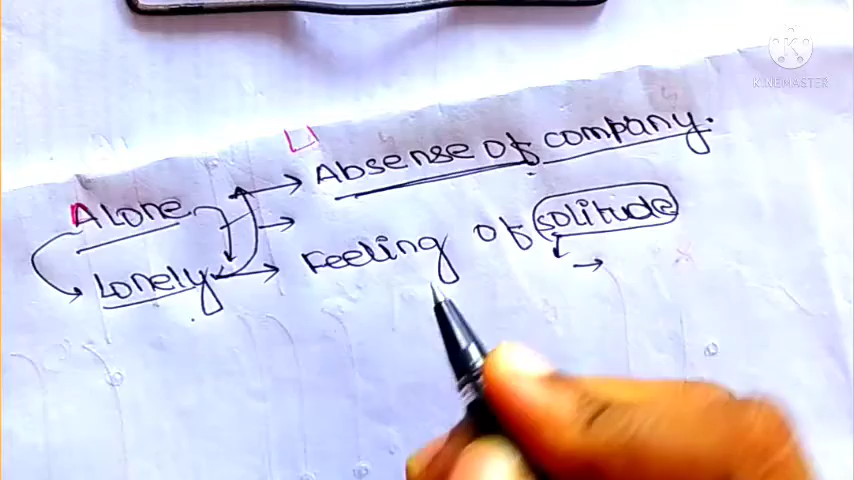 KINEMASTER
Alone → Absense of company.
Lonely → Feeling of solitude